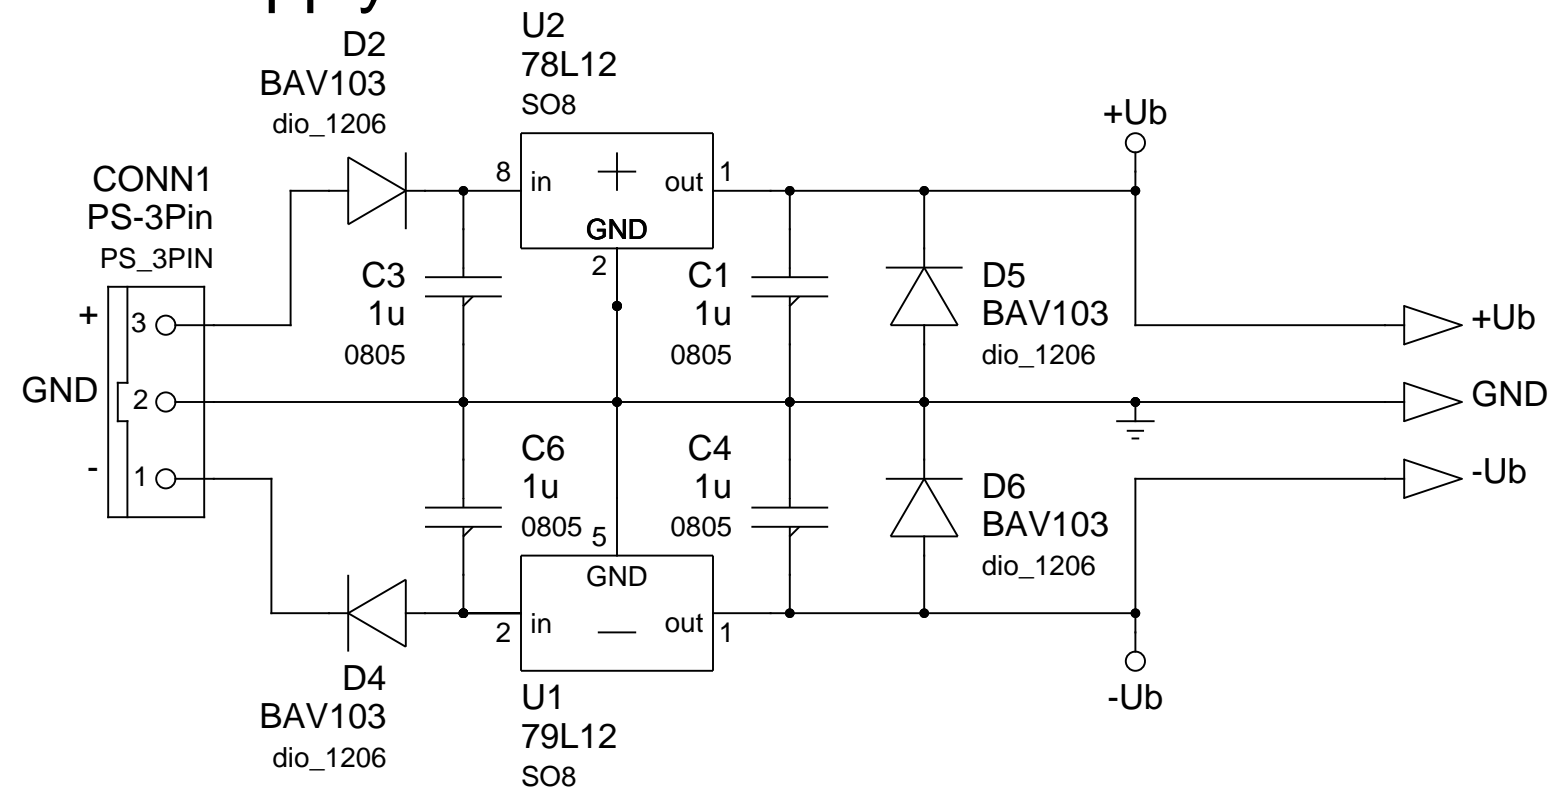 D2
BAV103
dio_1206
U2
78L12
SO8
+Ub
CONN1
PS-3Pin
PS_3PIN
8
in
out
1
GND
2
C3
1u
0805
C1
1u
0805
D5
BAV103
dio_1206
+
3
+Ub
GND
2
GND
-
1
C6
1u
0805
5
C4
1u
0805
D6
BAV103
dio_1206
-Ub
GND
2
in
out
1
D4
BAV103
dio_1206
U1
79L12
SO8
-Ub